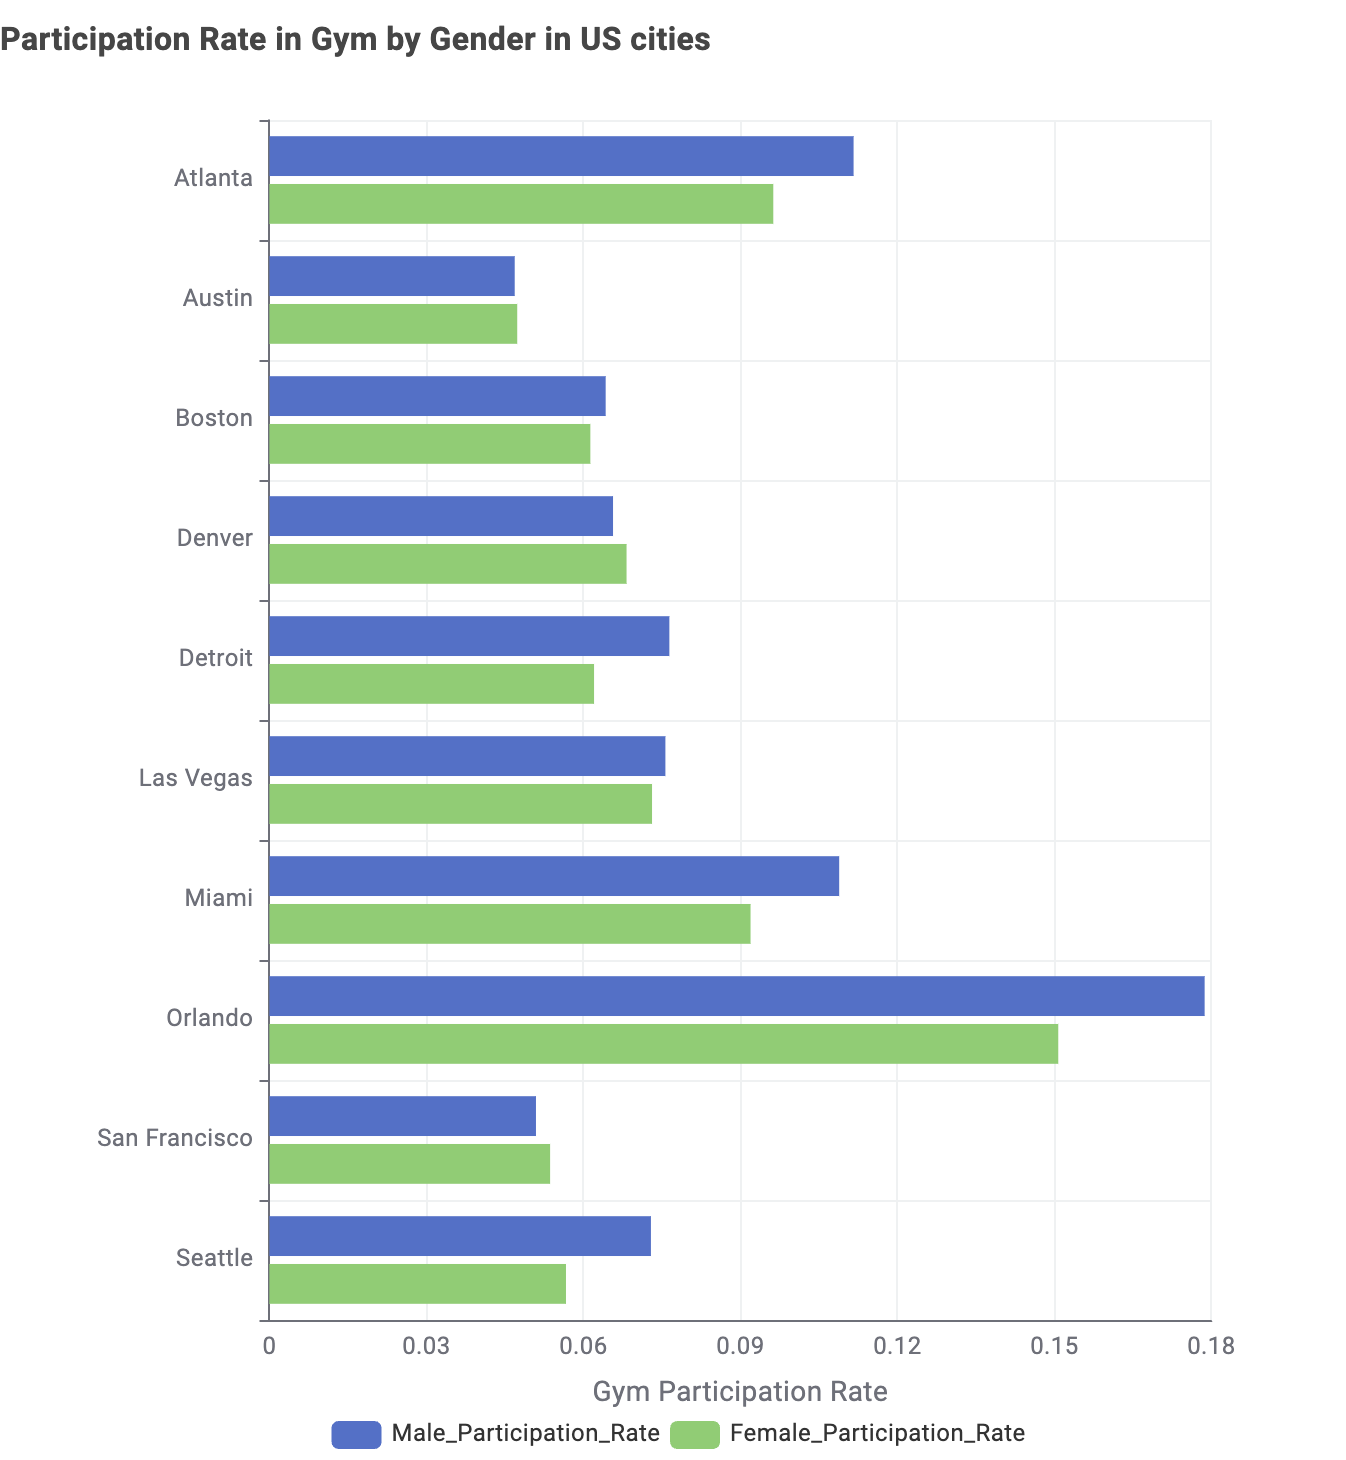 Participation Rate in Gym by Gender in US cities
Atlanta
Austin
Boston
Denver
Detroit
Las Vegas
Miami
Orlando
San Francisco
Seattle
0 0.03 0.06 0.09 0.12 0.15 0.18
Gym Participation Rate
Male_Participation_Rate Female_Participation_Rate